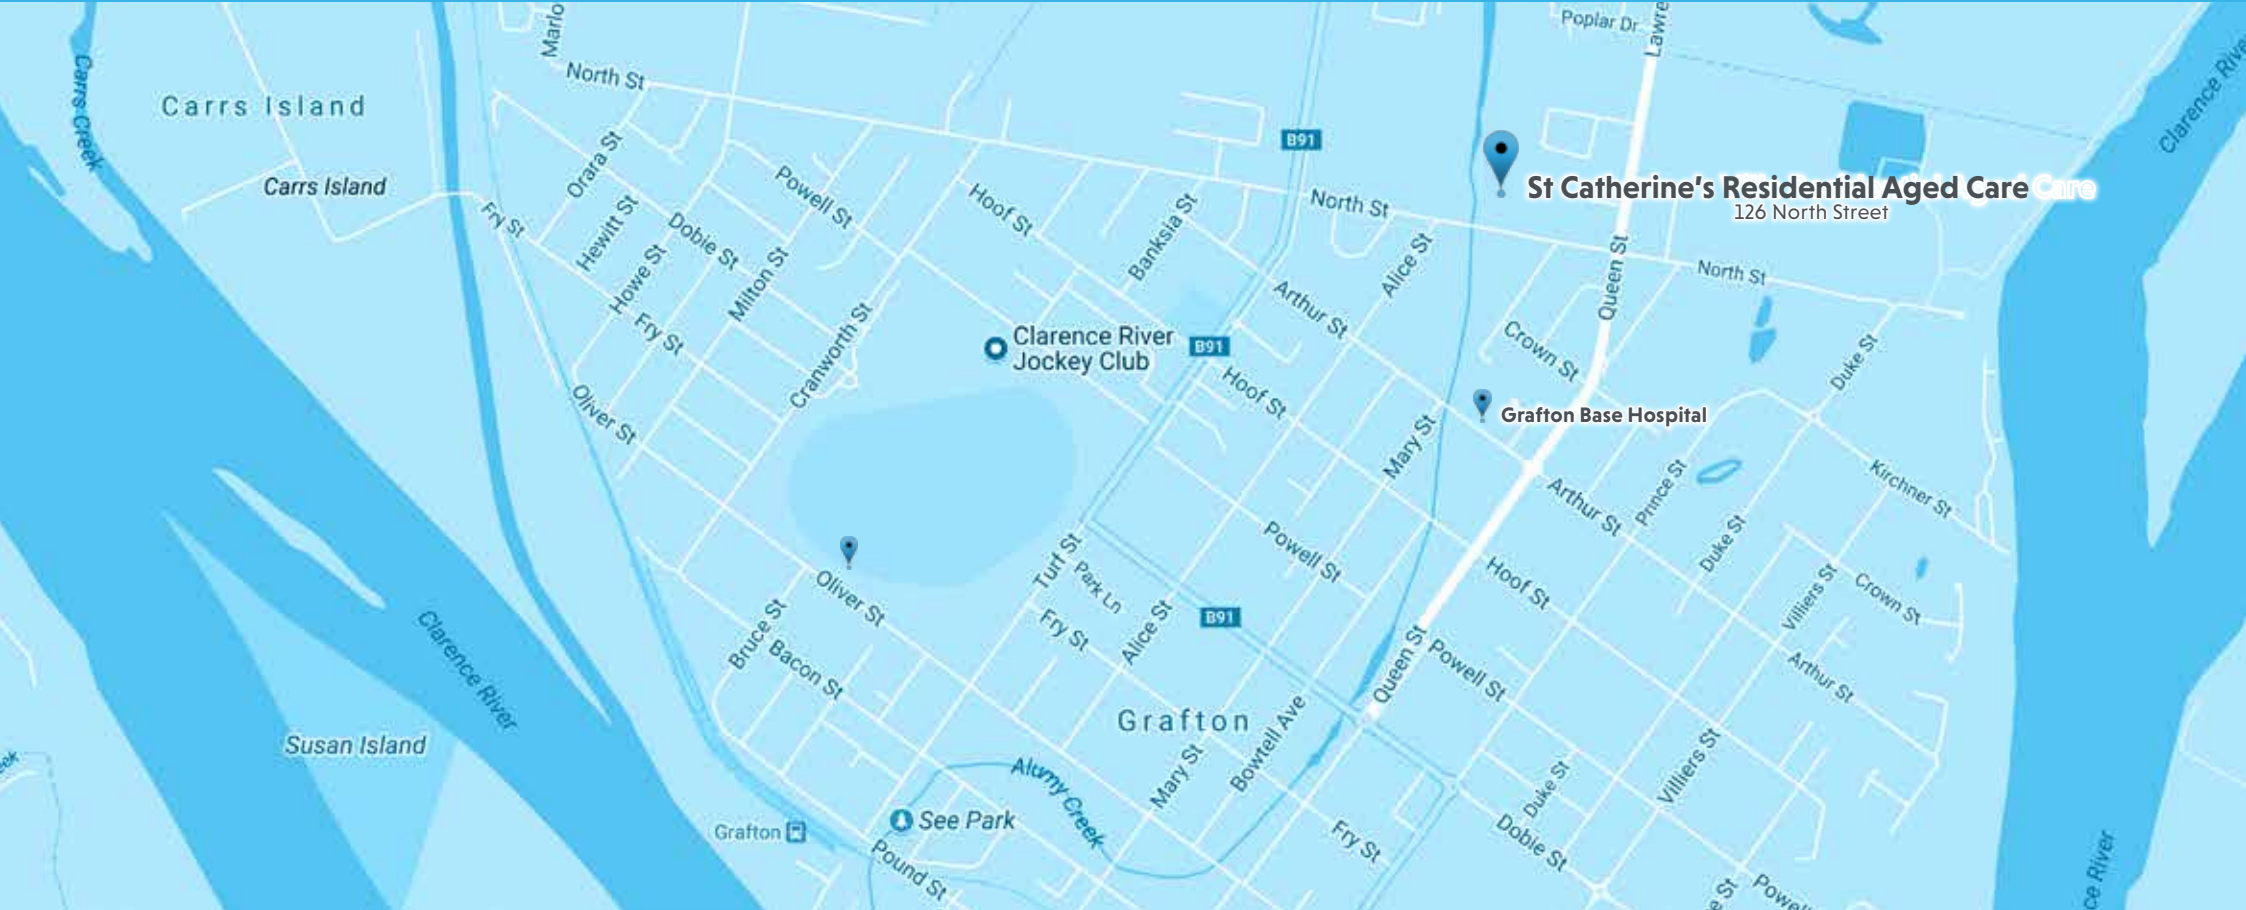 Marlo
Poplar Dr
Lawre
Clarence Rive
Carrs Creek
Carrs Island
North St
B91
Orara St
Carrs Island
Powell St
Hoof St
Banksia St
North St
St Catherine's Residential Aged Care
Care
126 North Street
Fry St
Hewitt St
Dobie St
Howe St
Milton St
Alice St
Queen St
North St
Arthur St
Fry St
Cranworth St
Clarence River
Jockey Club
B91
Crown St
Duke St
Oliver St
Hoof St
Mary St
Grafton Base Hospital
Prince St
Arthur St
Kirchner St
Turf St
Park Ln
Powell St
Duke St
Oliver St
Hoof St
Villiers St
Crown St
Clarence River
Bruce St
Bacon St
Fry St
Alice St
B91
Queen St
Powell St
Arthur St
Susan Island
Grafton
Bowtell Ave
Mary St
Alumy Creek
Duke St
Villiers St
eek
Grafton
See Park
Pound St
Fry St
Dobie St
e St
Powell
ce River